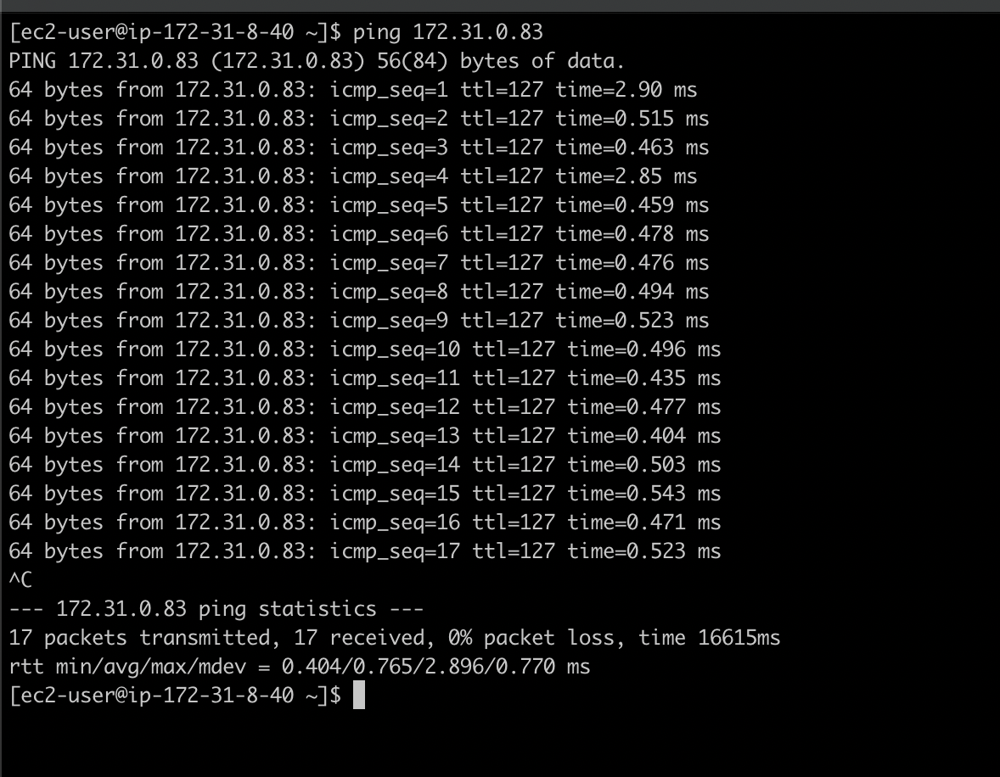 [ec2-user@ip-172-31-8-40 ~]$ ping 172.31.0.83
PING 172.31.0.83 (172.31.0.83) 56(84) bytes of data.
64 bytes from 172.31.0.83: icmp_seq=1 ttl=127 time=2.90 ms
64 bytes from 172.31.0.83: icmp_seq=2 ttl=127 time=0.515 ms
64 bytes from 172.31.0.83: icmp_seq=3 ttl=127 time=0.463 ms
64 bytes from 172.31.0.83: icmp_seq=4 ttl=127 time=2.85 ms
64 bytes from 172.31.0.83: icmp_seq=5 ttl=127 time=0.459 ms
64 bytes from 172.31.0.83: icmp_seq=6 ttl=127 time=0.478 ms
64 bytes from 172.31.0.83: icmp_seq=7 ttl=127 time=0.476 ms
64 bytes from 172.31.0.83: icmp_seq=8 ttl=127 time=0.494 ms
64 bytes from 172.31.0.83: icmp_seq=9 ttl=127 time=0.523 ms
64 bytes from 172.31.0.83: icmp_seq=10 ttl=127 time=0.496 ms
64 bytes from 172.31.0.83: icmp_seq=11 ttl=127 time=0.435 ms
64 bytes from 172.31.0.83: icmp_seq=12 ttl=127 time=0.477 ms
64 bytes from 172.31.0.83: icmp_seq=13 ttl=127 time=0.404 ms
64 bytes from 172.31.0.83: icmp_seq=14 ttl=127 time=0.503 ms
64 bytes from 172.31.0.83: icmp_seq=15 ttl=127 time=0.543 ms
64 bytes from 172.31.0.83: icmp_seq=16 ttl=127 time=0.471 ms
64 bytes from 172.31.0.83: icmp_seq=17 ttl=127 time=0.523 ms
^C
--- 172.31.0.83 ping statistics ---
17 packets transmitted, 17 received, 0% packet loss, time 16615ms
rtt min/avg/max/mdev = 0.404/0.765/2.896/0.770 ms
[ec2-user@ip-172-31-8-40 ~]$